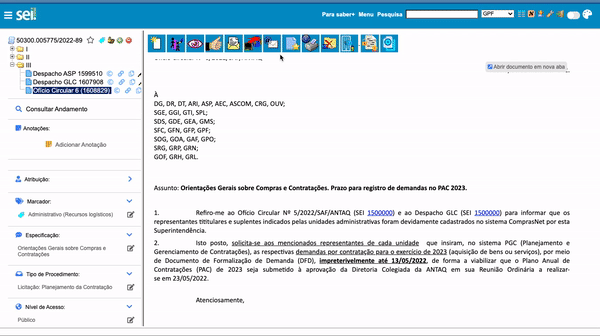 sei!
Para saber+ Menu Pesquisa
GPF
50300.005775/2022-89
I
II
III
Despacho ASP 1599510
Despacho GLC 1607908
Ofício Circular 6 (1608829)
Consultar Andamento
Anotações:
Adicionar Anotação
Atribuição:
Marcador:
Administrativo (Recursos logísticos)
Especificação:
Orientações Gerais sobre Compras e
Contratações.
Tipo de Procedimento:
Licitação: Planejamento da Contratação
Nível de Acesso:
Público
Abrir documento em nova aba
À
DG, DR, DT, ARI, ASP, AEC, ASCOM, CRG, OUV;
SGE, GGI, GTI, SPL;
SDS, GDE, GEA, GMS;
SFC, GFN, GFP, GPF;
SOG, GOA, GAF, GPO;
SRG, GRP, GRN;
GOF, GRH, GRL.
Assunto: Orientações Gerais sobre Compras e Contratações. Prazo para registro de demandas no PAC 2023.
1. Refiro-me ao Ofício Circular Nº 5/2022/SAF/ANTAQ (SEI 1500000) e ao Despacho GLC (SEI 1500000) para informar que os
representantes titulares e suplentes indicados pelas unidades administrativas foram devidamente cadastrados no sistema ComprasNet por esta
Superintendência.
2. Isto posto, solicita-se aos mencionados representantes de cada unidade que insiram, no sistema PGC (Planejamento e
Gerenciamento de Contratações), as respectivas demandas por contratação para o exercício de 2023 (aquisição de bens ou serviços), por meio
de Documento de Formalização de Demanda (DFD), impreterivelmente até 13/05/2022, de forma a viabilizar que o Plano Anual de
Contratações (PAC) de 2023 seja submetido à aprovação da Diretoria Colegiada da ANTAQ em sua Reunião Ordinária a realizar-
se em 23/05/2022.
Atenciosamente,